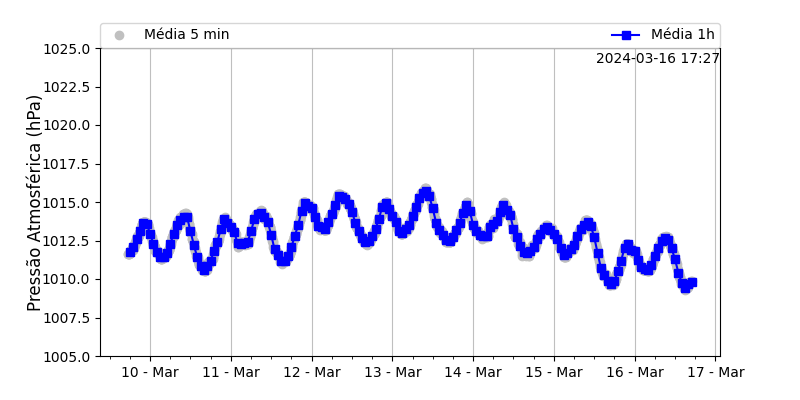 Média 5 min
Média 1h
2024-03-16 17:27
Pressão Atmosférica (hPa)
1025.0
1022.5
1020.0
1017.5
1015.0
1012.5
1010.0
1007.5
1005.0
10 - Mar
11 - Mar
12 - Mar
13 - Mar
14 - Mar
15 - Mar
16 - Mar
17 - Mar